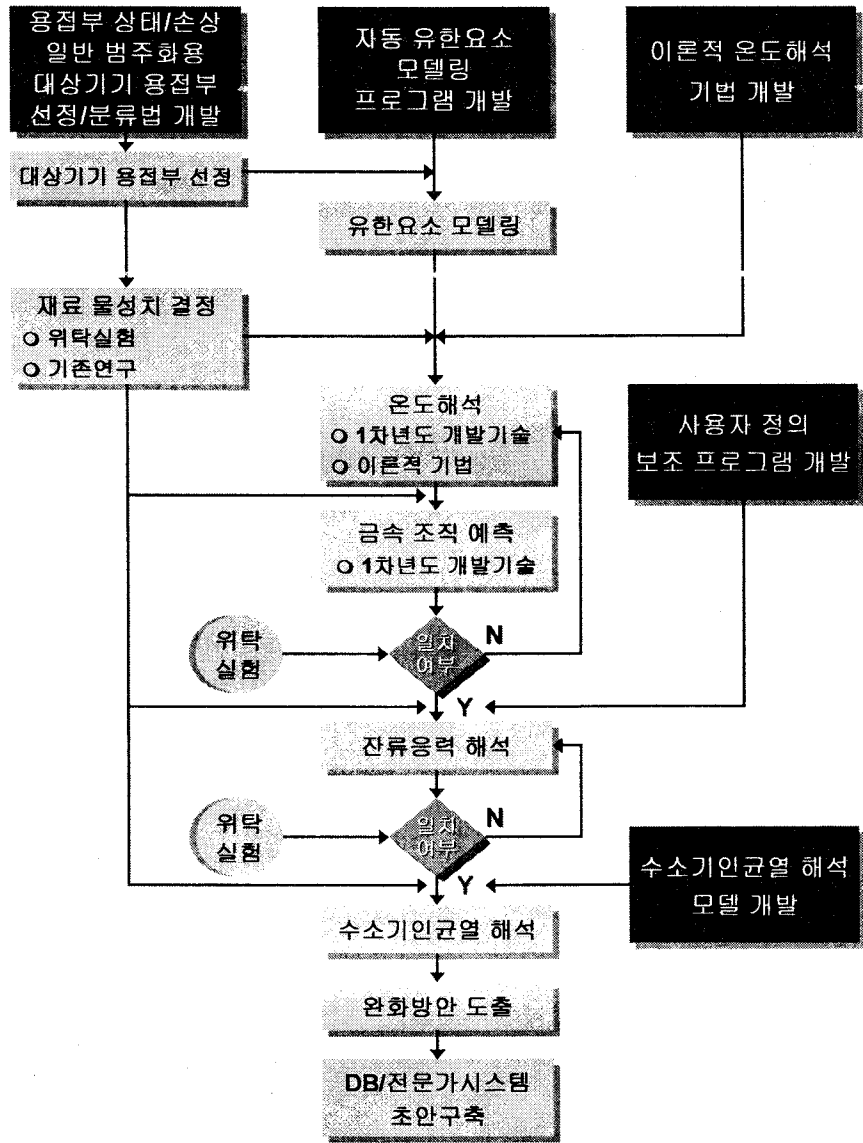 용접부 상태/손상
일반 범주화용
대상기기 용접부
선정/분류법 개발
자동 유한요소
모델링
프로그램 개발
이론적 온도해석
기법 개발
대상기기 용접부 선정
유한요소 모델링
재료 물성치 결정
○ 위탁실험
○ 기존연구
온도해석
○ 1차년도 개발기술
○ 이론적 기법
사용자 정의
보조 프로그램 개발
금속 조직 예측
○ 1차년도 개발기술
위탁
실험
일치
여부
N
Y
잔류응력 해석
위탁
실험
일치
여부
N
Y
수소기인균열 해석
모델 개발
수소기인균열 해석
완화방안 도출
DB/전문가시스템
초안구축